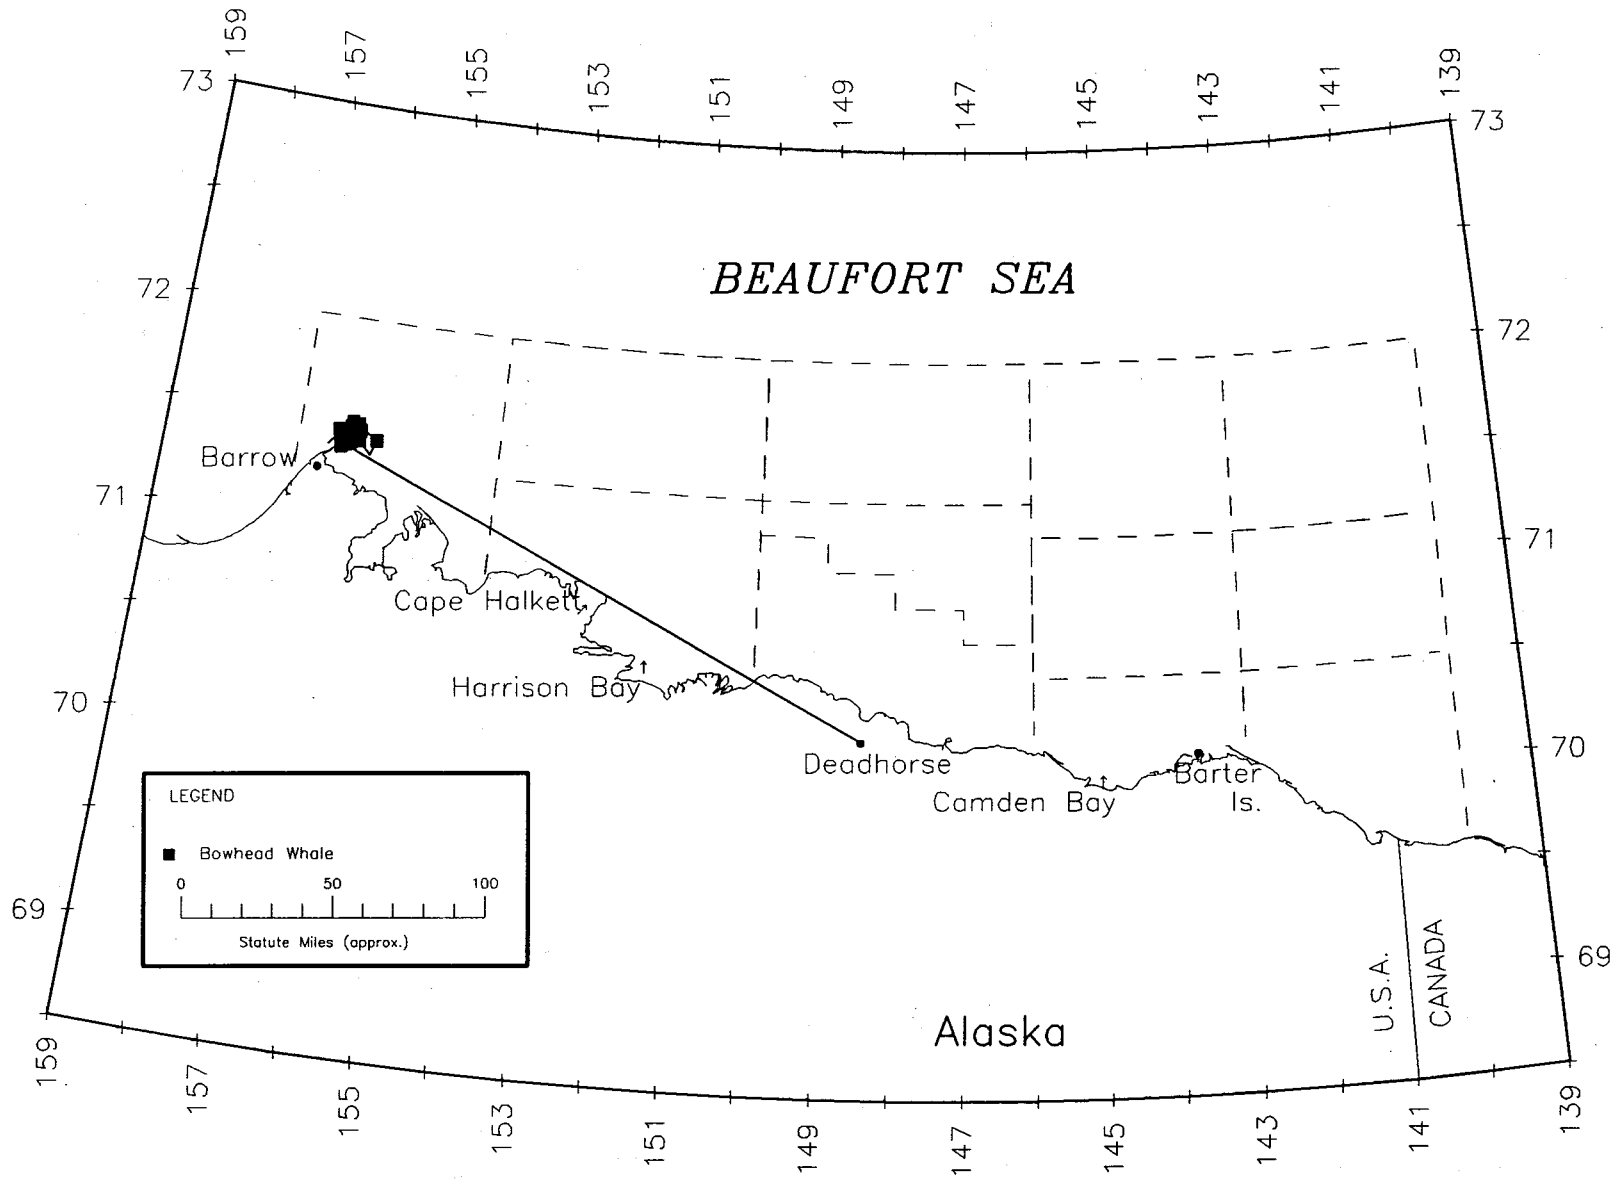 159
157
155
153
151
149
147
145
143
141
139
73
73
BEAUFORT SEA
72
72
Barrow
71
71
Cape Halkett
Harrison Bay
70
70
Deadhorse
Barter
Is.
Camden Bay
LEGEND
Bowhead Whale
0 50 100
Statute Miles (approx.)
69
69
U.S.A.
CANADA
Alaska
159
157
155
153
151
149
147
145
143
141
139